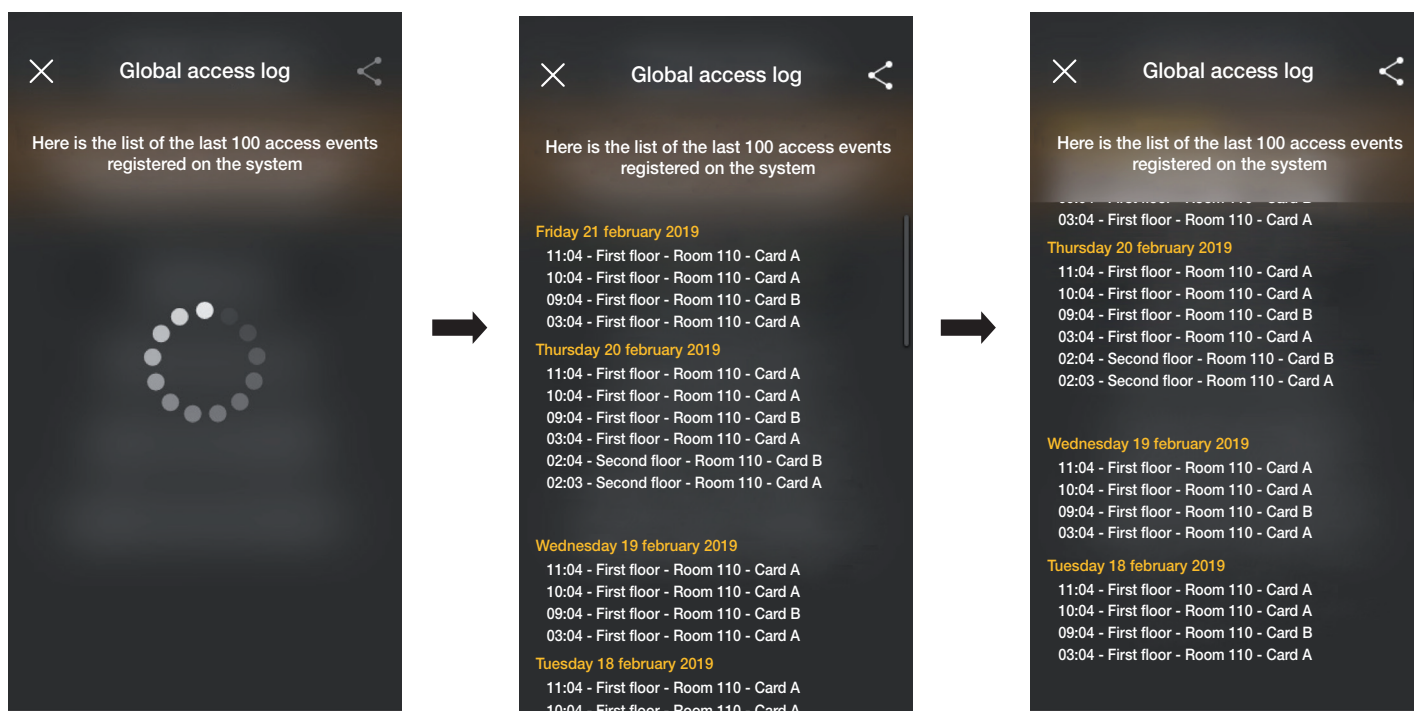 Global access log
Here is the list of the last 100 access events
registered on the system
Global access log
Here is the list of the last 100 access events
registered on the system
Friday 21 february 2019
11:04 - First floor - Room 110 - Card A
10:04 - First floor - Room 110 - Card A
09:04 - First floor - Room 110 - Card B
03:04 - First floor - Room 110 - Card A
Thursday 20 february 2019
11:04 - First floor - Room 110 - Card A
10:04 - First floor - Room 110 - Card A
09:04 - First floor - Room 110 - Card B
03:04 - First floor - Room 110 - Card A
02:04 - Second floor - Room 110 - Card B
02:03 - Second floor - Room 110 - Card A
Wednesday 19 february 2019
11:04 - First floor - Room 110 - Card A
10:04 - First floor - Room 110 - Card A
09:04 - First floor - Room 110 - Card B
03:04 - First floor - Room 110 - Card A
Tuesday 18 february 2019
11:04 - First floor - Room 110 - Card A
10:04 - First floor - Room 110 - Card A
Global access log
Here is the list of the last 100 access events
registered on the system
03:04 - First floor - Room 110 - Card A
Thursday 20 february 2019
11:04 - First floor - Room 110 - Card A
10:04 - First floor - Room 110 - Card A
09:04 - First floor - Room 110 - Card B
03:04 - First floor - Room 110 - Card A
02:04 - Second floor - Room 110 - Card B
02:03 - Second floor - Room 110 - Card A
Wednesday 19 february 2019
11:04 - First floor - Room 110 - Card A
10:04 - First floor - Room 110 - Card A
09:04 - First floor - Room 110 - Card B
03:04 - First floor - Room 110 - Card A
Tuesday 18 february 2019
11:04 - First floor - Room 110 - Card A
10:04 - First floor - Room 110 - Card A
09:04 - First floor - Room 110 - Card B
03:04 - First floor - Room 110 - Card A